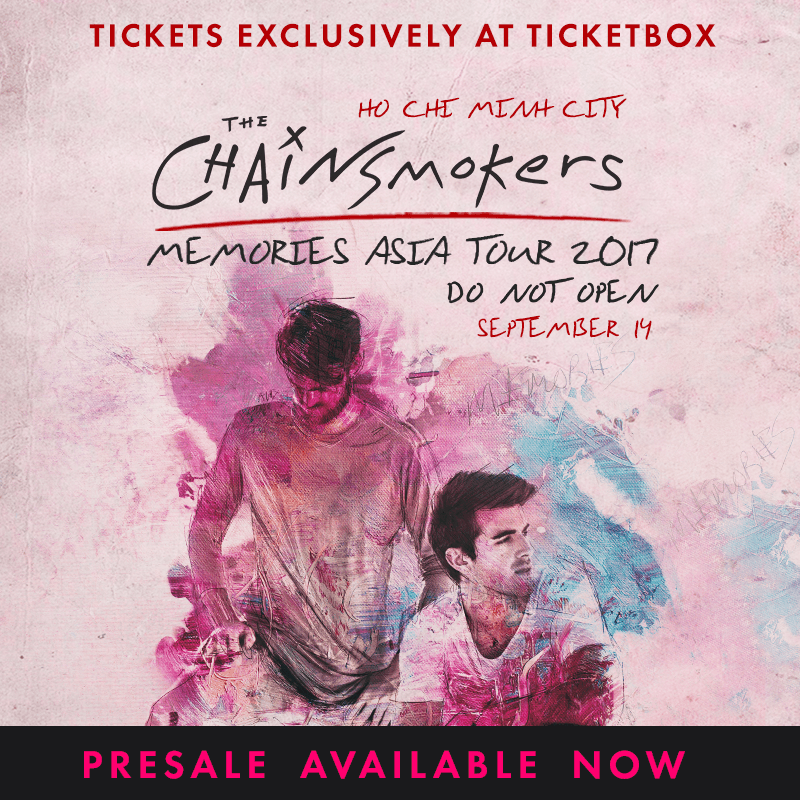 TICKETS EXCLUSIVELY AT TICKETBOX
HO CHI MINH CITY
THE
CHAINSMOKERS
MEMORIES ASIA TOUR 2017
DO NOT OPEN
SEPTEMBER 14
PRESALE AVAILABLE NOW